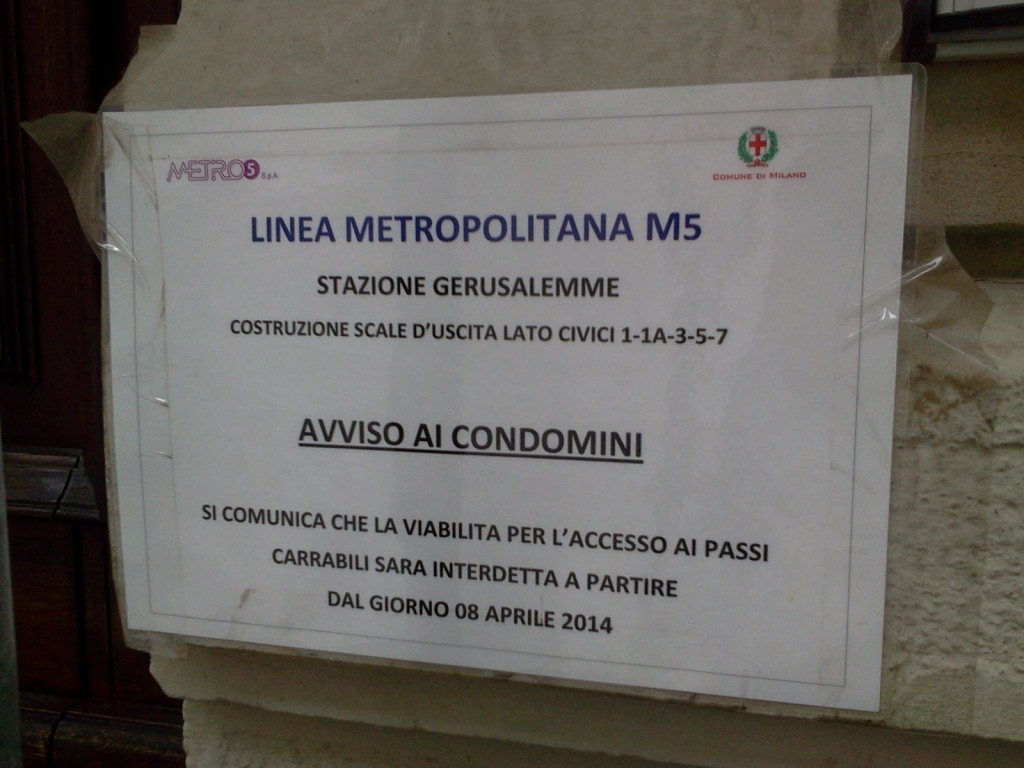 METRO5 S.p.A
COMUNE DI MILANO
LINEA METROPOLITANA M5
STAZIONE GERUSALEMME
COSTRUZIONE SCALE D'USCITA LATO CIVICI 1-1A-3-5-7
AVVISO AI CONDOMINI
SI COMUNICA CHE LA VIABILITA PER L'ACCESSO AI PASSI
CARRABILI SARA INTERDETTA A PARTIRE
DAL GIORNO 08 APRILE 2014